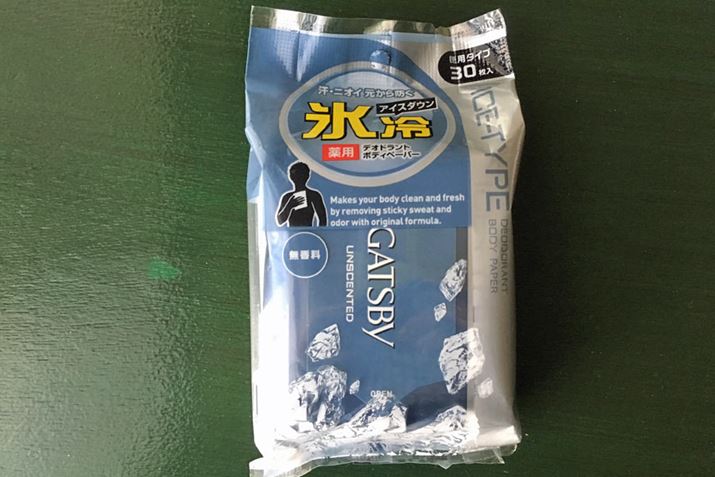 徳用タイプ
30枚入
汗・ニオイ 元から防ぐ
アイスダウン
氷冷
薬用 デオドラント
ボディペーパー
Makes your body clean and fresh
by removing sticky sweat and
odor with original formula.
無香料
GATSBY
UNSCENTED
ICE-TYPE
DEODORANT
BODY PAPER
OPEN